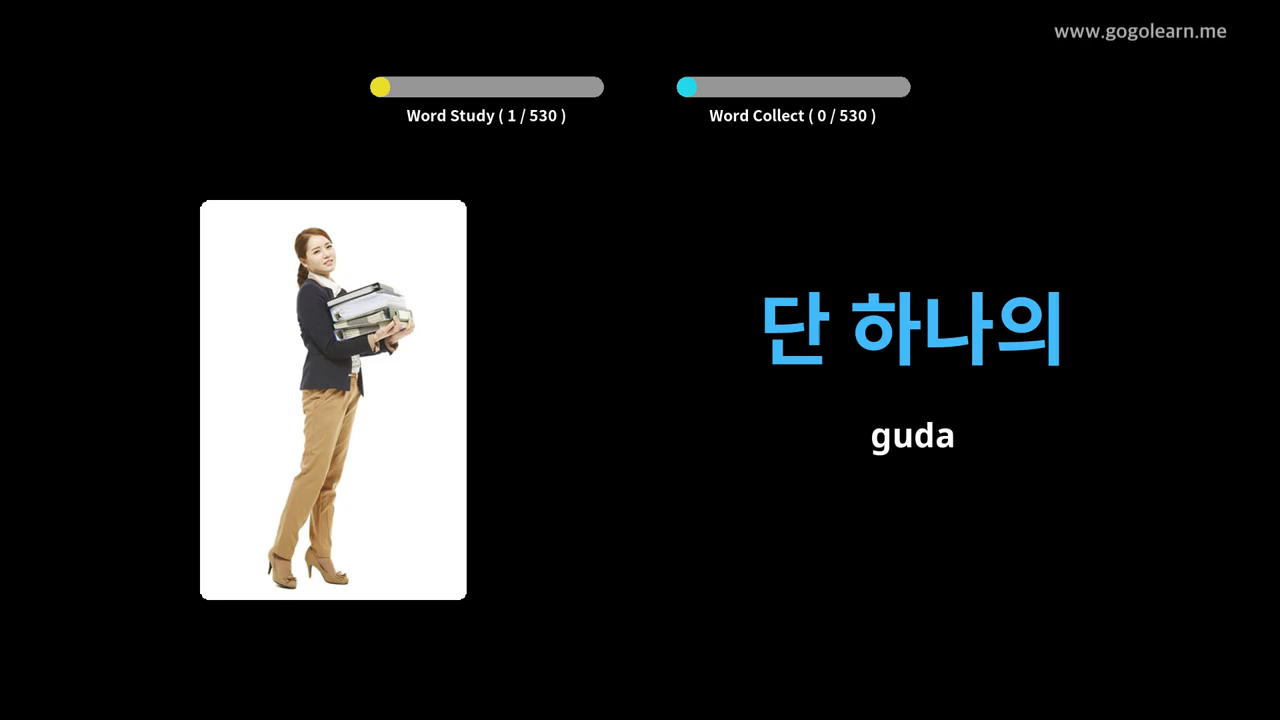 www.gogolearn.me
Word Study ( 1 / 530 )
Word Collect ( 0 / 530 )
단 하나의
guda